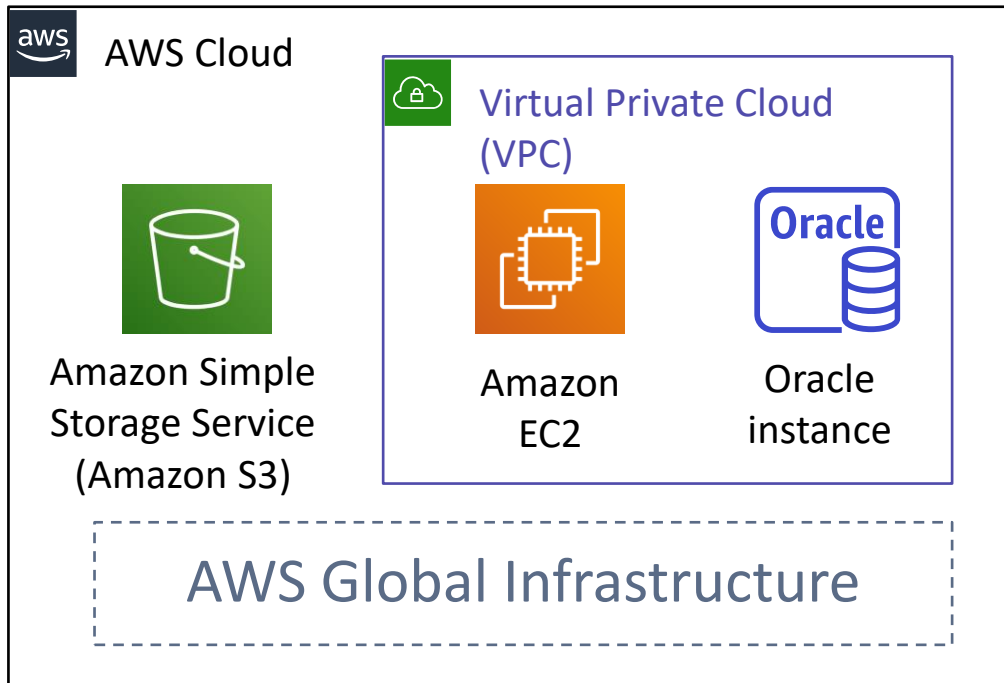 aws
AWS Cloud
Virtual Private Cloud
(VPC)
Oracle
Amazon Simple
Storage Service
(Amazon S3)
Amazon
EC2
Oracle
instance
AWS Global Infrastructure